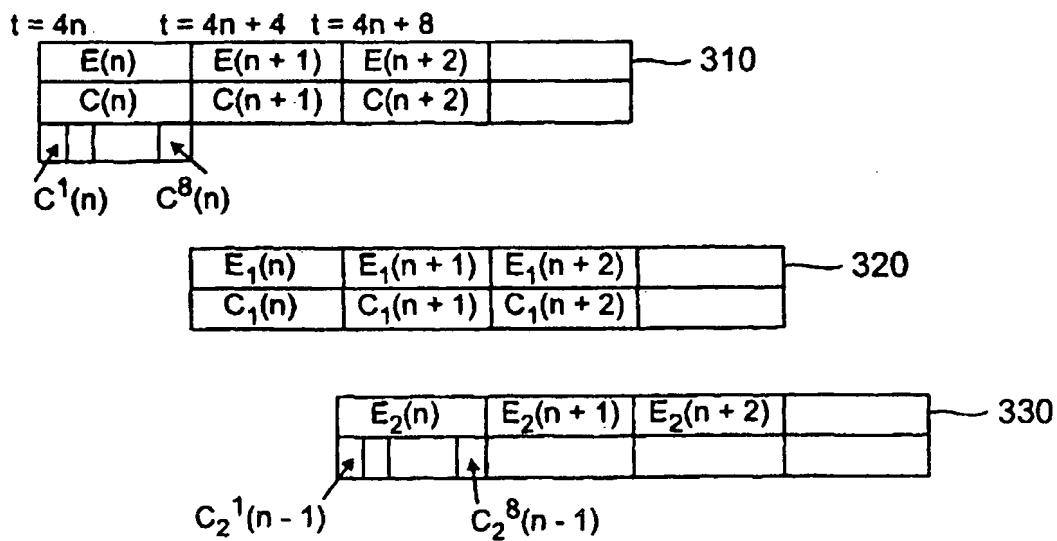 t = 4n t = 4n + 4 t = 4n + 8
E(n) E(n + 1) E(n + 2) 310
C(n) C(n + 1) C(n + 2)
C¹(n) C⁸(n)
E₁(n) E₁(n + 1) E₁(n + 2) 320
C₁(n) C₁(n + 1) C₁(n + 2)
E₂(n) E₂(n + 1) E₂(n + 2) 330
C₂¹(n - 1) C₂⁸(n - 1)